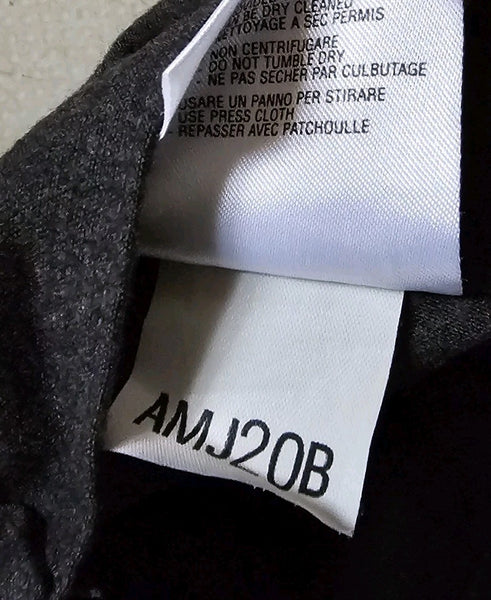 BE DRY CLEANED
NETTOYAGE A SEC PERMIS
NON CENTRIFUGARE
DO NOT TUMBLE DRY
- NE PAS SECHER PAR CULBUTAGE
USARE UN PANNO PER STIRARE
USE PRESS CLOTH
- REPASSER AVEC PATCHOULLE
AMJ20B